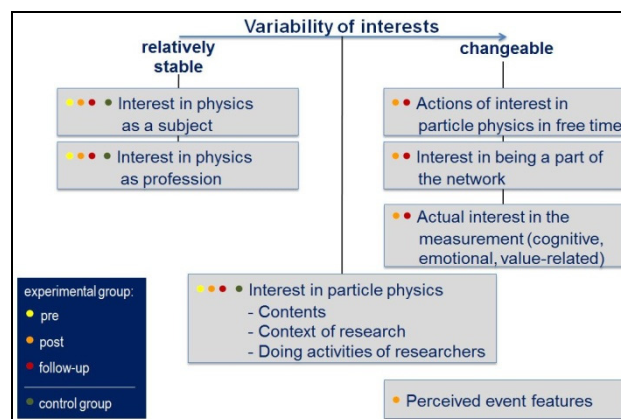 Variability of interests
relatively
stable
changeable
Interest in physics
as a subject
Interest in physics
as profession
Actions of interest in
particle physics in free time
Interest in being a part of
the network
Actual interest in the
measurement (cognitive,
emotional, value-related)
Interest in particle physics
- Contents
- Context of research
- Doing activities of researchers
experimental group:
pre
post
follow-up
control group
Perceived event features